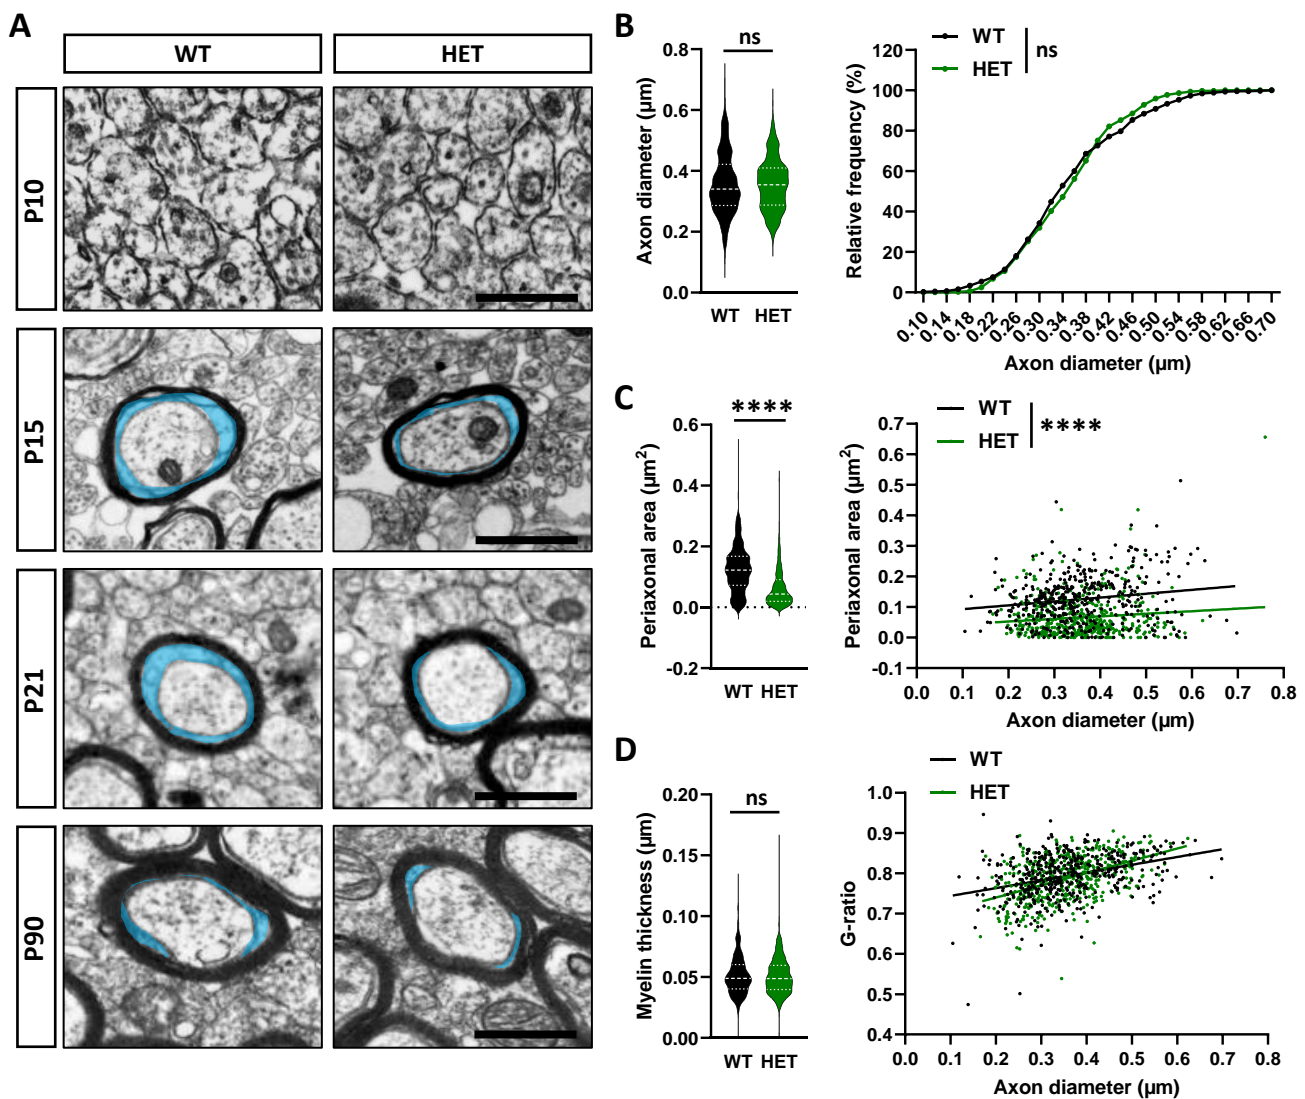 A
WT
HET
P10
P15
P21
P90
B
ns
Axon diameter (µm)
0.8
0.6
0.4
0.2
0.0
WT HET
WT
HET
ns
Relative frequency (%)
120
100
80
60
40
20
0
0.10 0.14 0.18 0.22 0.26 0.30 0.34 0.38 0.42 0.46 0.50 0.54 0.58 0.62 0.66 0.70
Axon diameter (µm)
C
****
Periaxonal area (µm²)
0.6
0.4
0.2
0.0
-0.2
WT HET
WT
HET
****
Periaxonal area (µm²)
0.7
0.6
0.5
0.4
0.3
0.2
0.1
0.0
-0.1
0.0 0.1 0.2 0.3 0.4 0.5 0.6 0.7 0.8
Axon diameter (µm)
D
ns
Myelin thickness (µm)
0.20
0.15
0.10
0.05
0.00
WT HET
WT
HET
G-ratio
1.0
0.9
0.8
0.7
0.6
0.5
0.4
0.0 0.1 0.2 0.3 0.4 0.5 0.6 0.7 0.8
Axon diameter (µm)